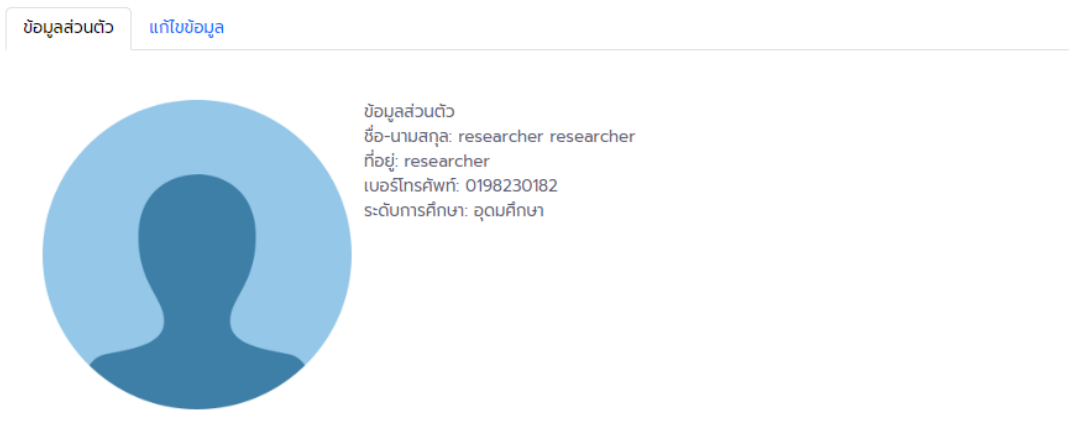 ข้อมูลส่วนตัว แก้ไขข้อมูล
ข้อมูลส่วนตัว
ชื่อ-นามสกุล: researcher researcher
ที่อยู่: researcher
เบอร์โทรศัพท์: 0198230182
ระดับการศึกษา: อุดมศึกษา